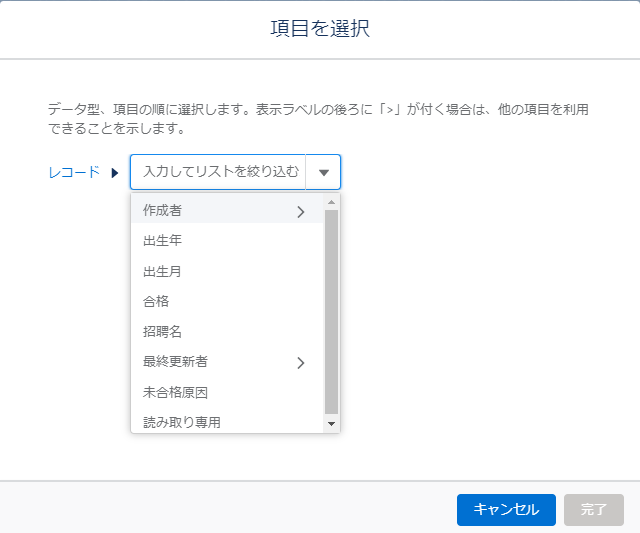 項目を選択
データ型、項目の順に選択します。表示ラベルの後ろに「>」が付く場合は、他の項目を利用
できることを示します。
レコード
入力してリストを絞り込む
作成者
出生年
出生月
合格
招聘名
最終更新者
未合格原因
読み取り専用
キャンセル
完了